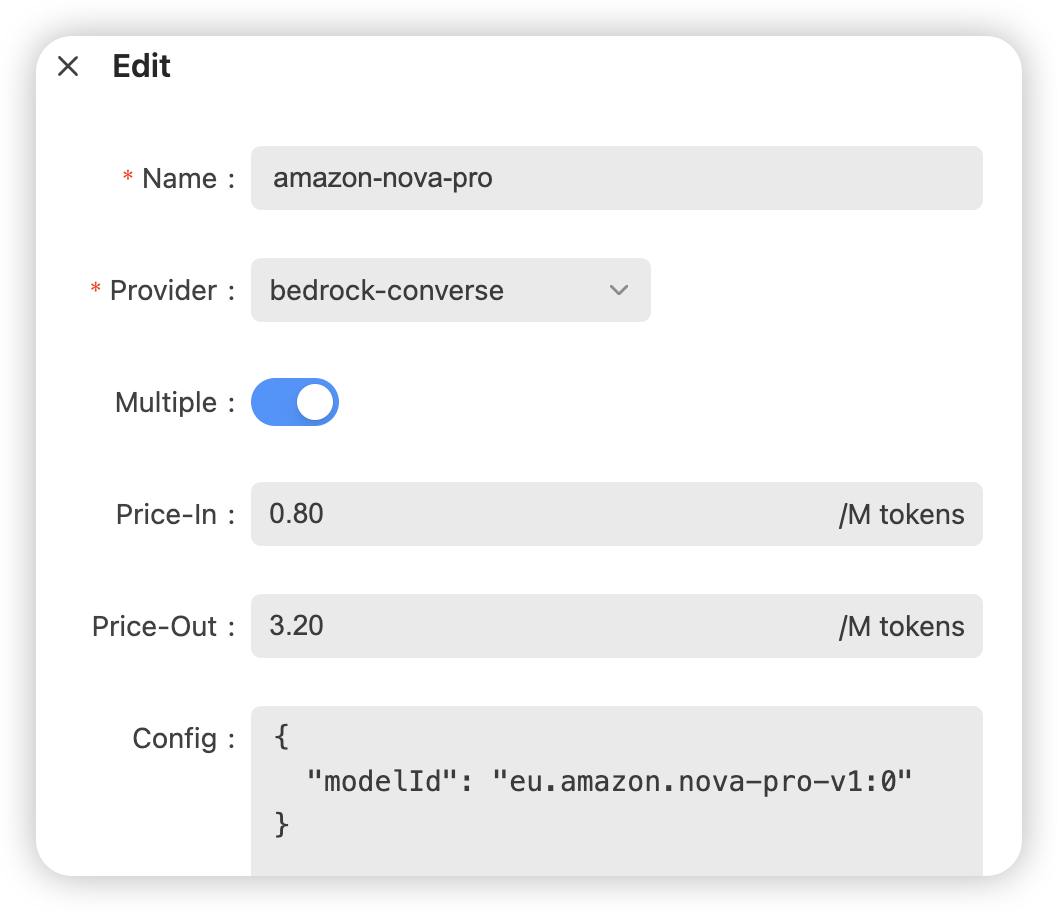 Edit
* Name :
amazon-nova-pro
* Provider :
bedrock-converse
Multiple :
Price-In :
0.80 /M tokens
Price-Out :
3.20 /M tokens
Config :
{
  "modelId": "eu.amazon.nova-pro-v1:0"
}